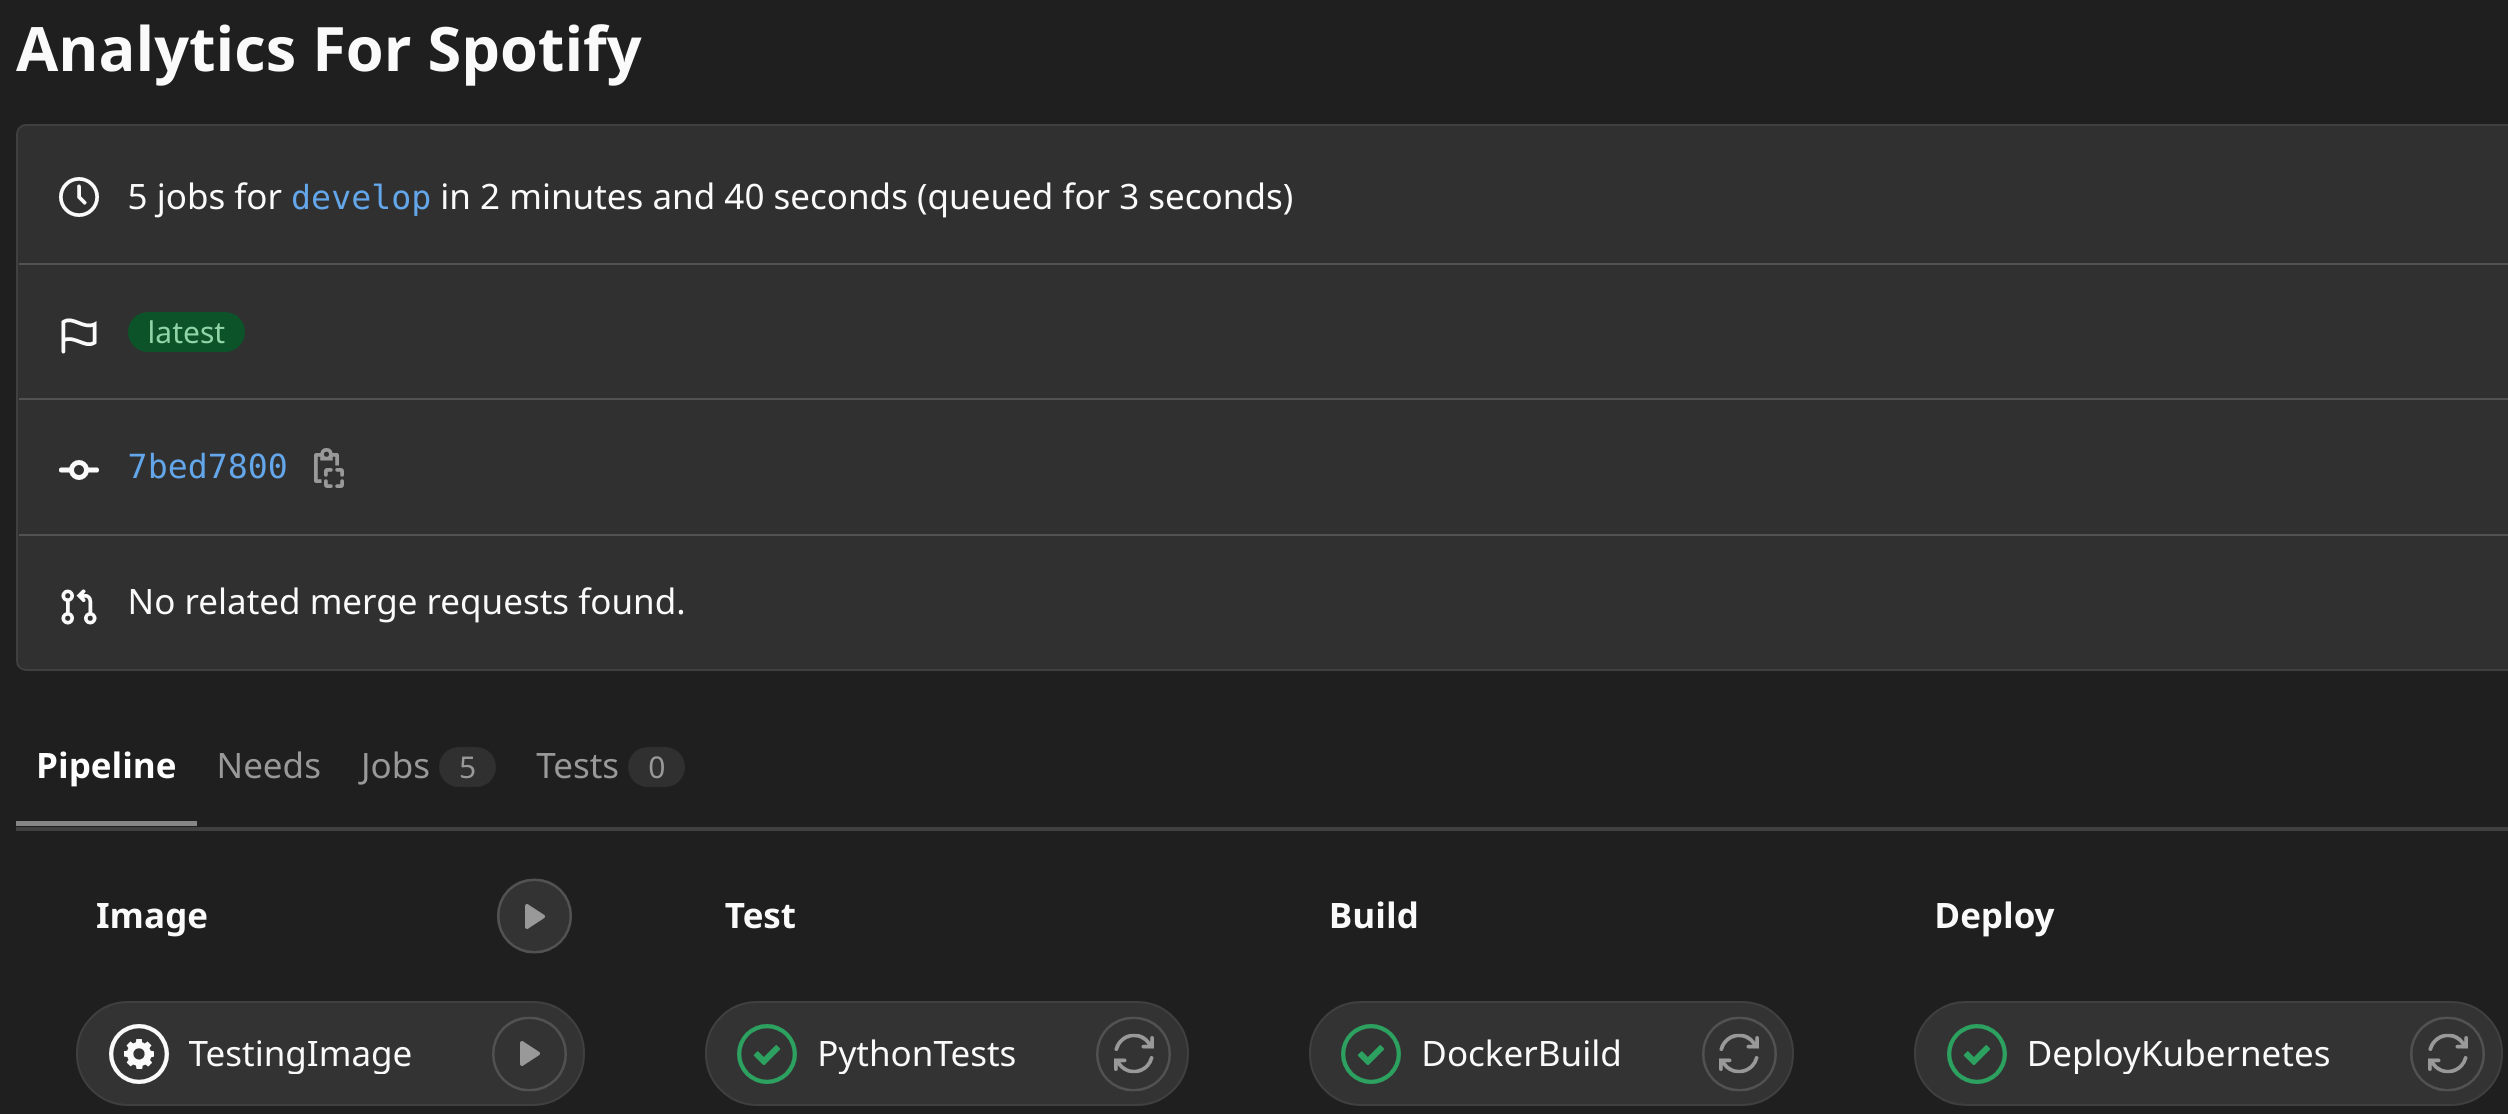 Analytics For Spotify
5 jobs for develop in 2 minutes and 40 seconds (queued for 3 seconds)
latest
7bed7800
No related merge requests found.
Pipeline Needs Jobs 5 Tests 0
Image Test Build Deploy
TestingImage PythonTests DockerBuild DeployKubernetes